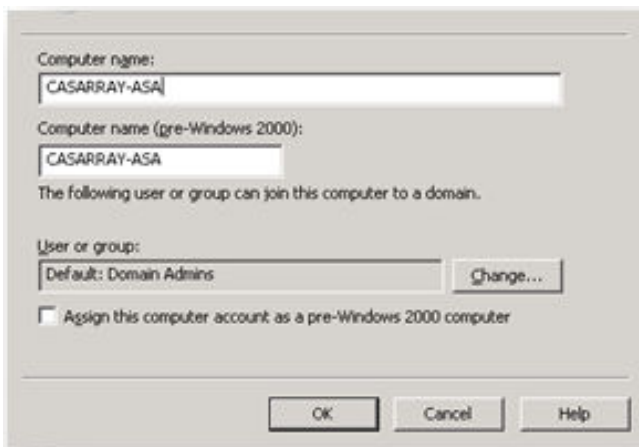 Computer name:
CASARRAY-ASA
Computer name (pre-Windows 2000):
CASARRAY-ASA
The following user or group can join this computer to a domain.
User or group:
Default: Domain Admins
Change...
Assign this computer account as a pre-Windows 2000 computer
OK
Cancel
Help